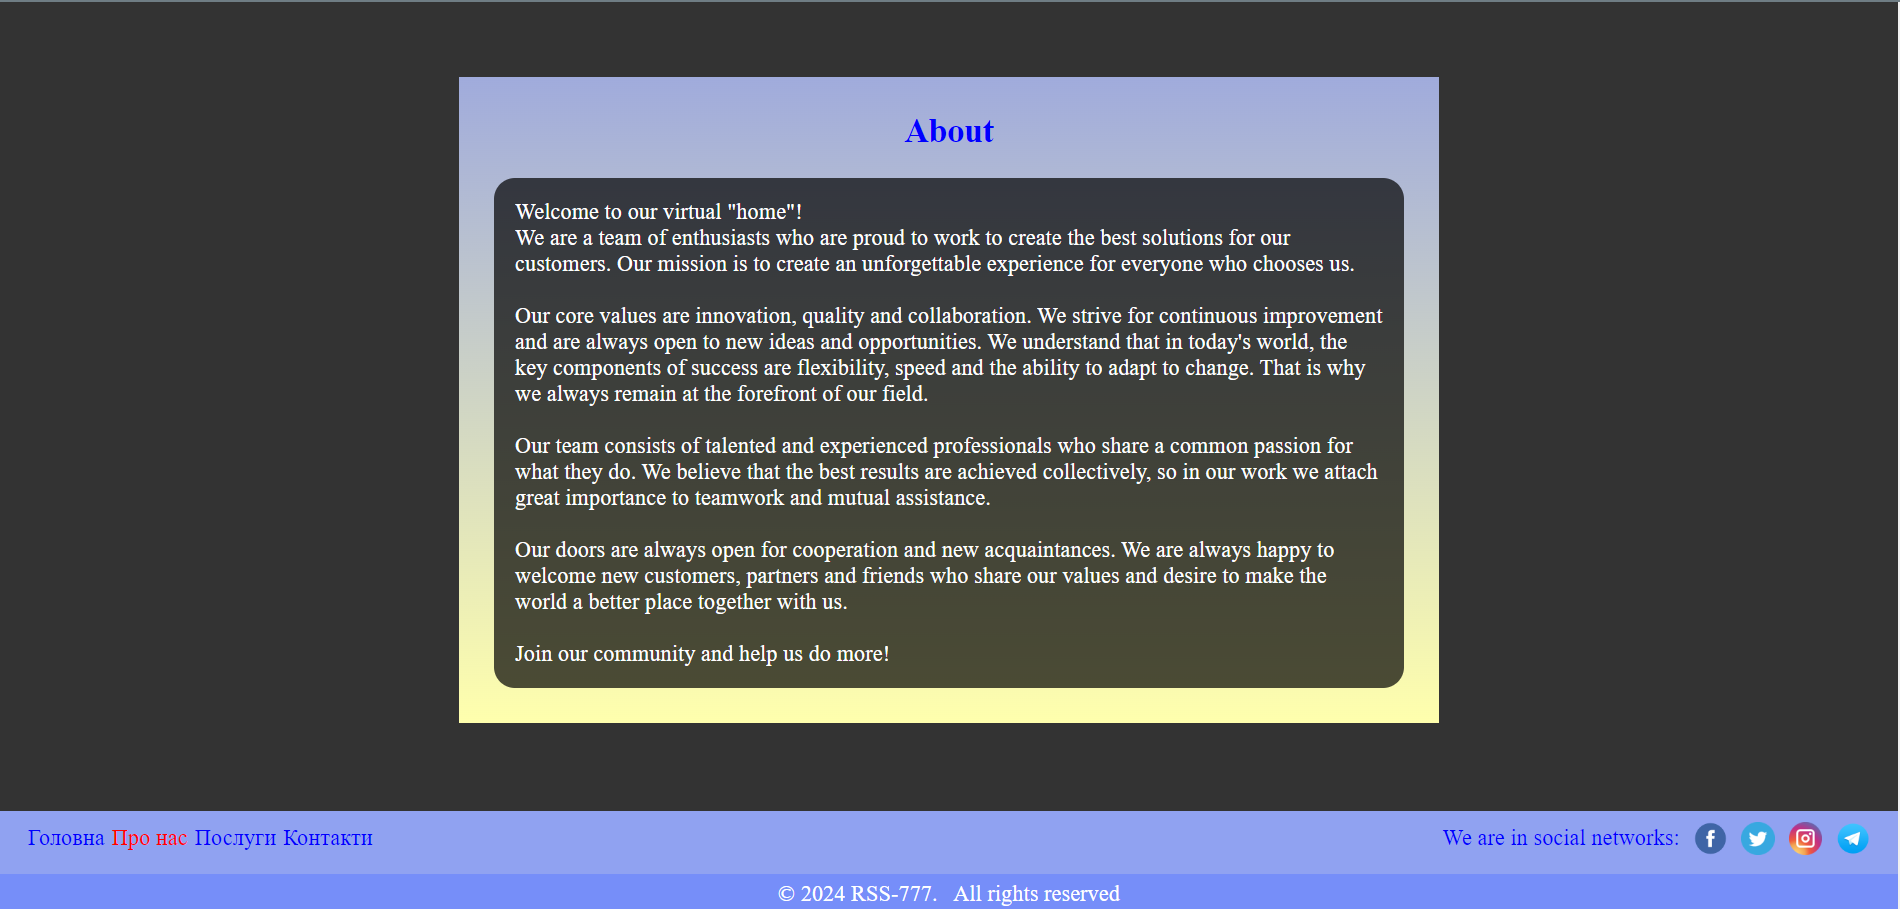 About
Welcome to our virtual "home"!
We are a team of enthusiasts who are proud to work to create the best solutions for our
customers. Our mission is to create an unforgettable experience for everyone who chooses us.
Our core values are innovation, quality and collaboration. We strive for continuous improvement
and are always open to new ideas and opportunities. We understand that in today's world, the
key components of success are flexibility, speed and the ability to adapt to change. That is why
we always remain at the forefront of our field.
Our team consists of talented and experienced professionals who share a common passion for
what they do. We believe that the best results are achieved collectively, so in our work we attach
great importance to teamwork and mutual assistance.
Our doors are always open for cooperation and new acquaintances. We are always happy to
welcome new customers, partners and friends who share our values and desire to make the
world a better place together with us.
Join our community and help us do more!
Головна Про нас Послуги Контакти
We are in social networks:
© 2024 RSS-777. All rights reserved